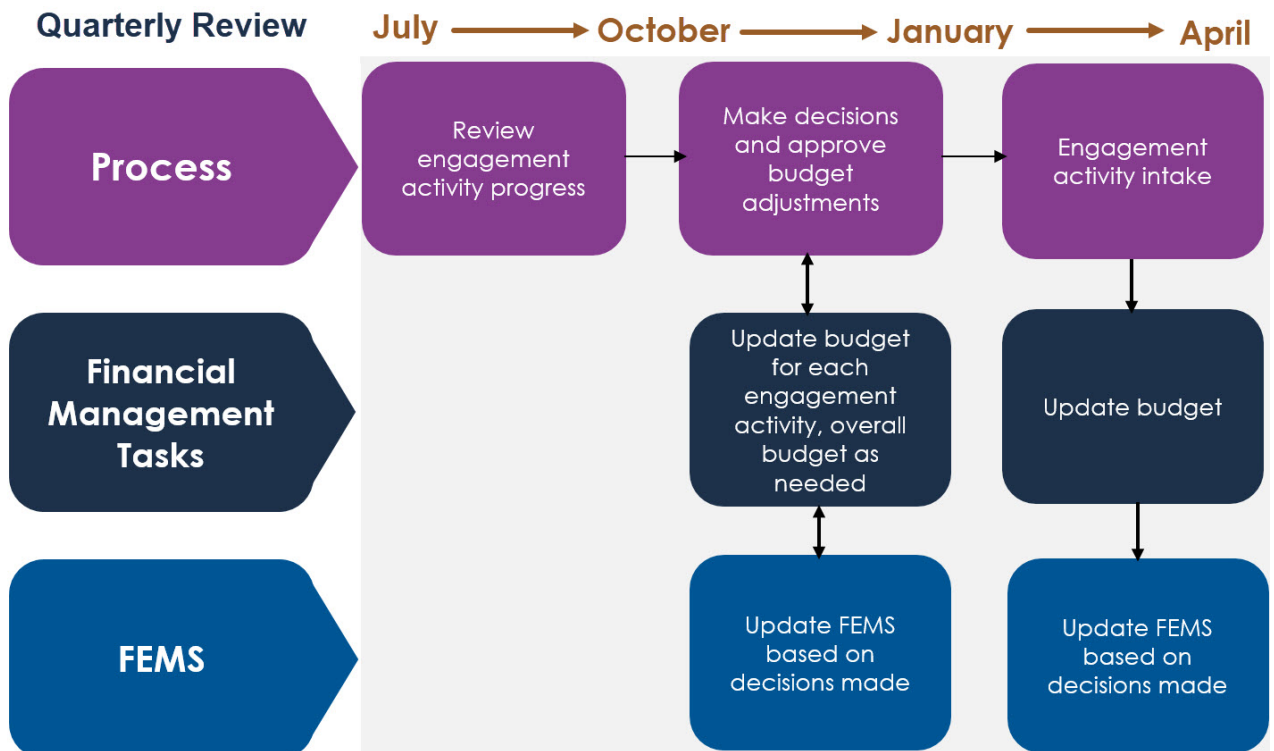 Quarterly Review
July October January April
Process
Review
engagement
activity progress
Make decisions
and approve
budget
adjustments
Engagement
activity intake
Financial
Management
Tasks
Update budget
for each
engagement
activity, overall
budget as
needed
Update budget
FEMS
Update FEMS
based on
decisions made
Update FEMS
based on
decisions made